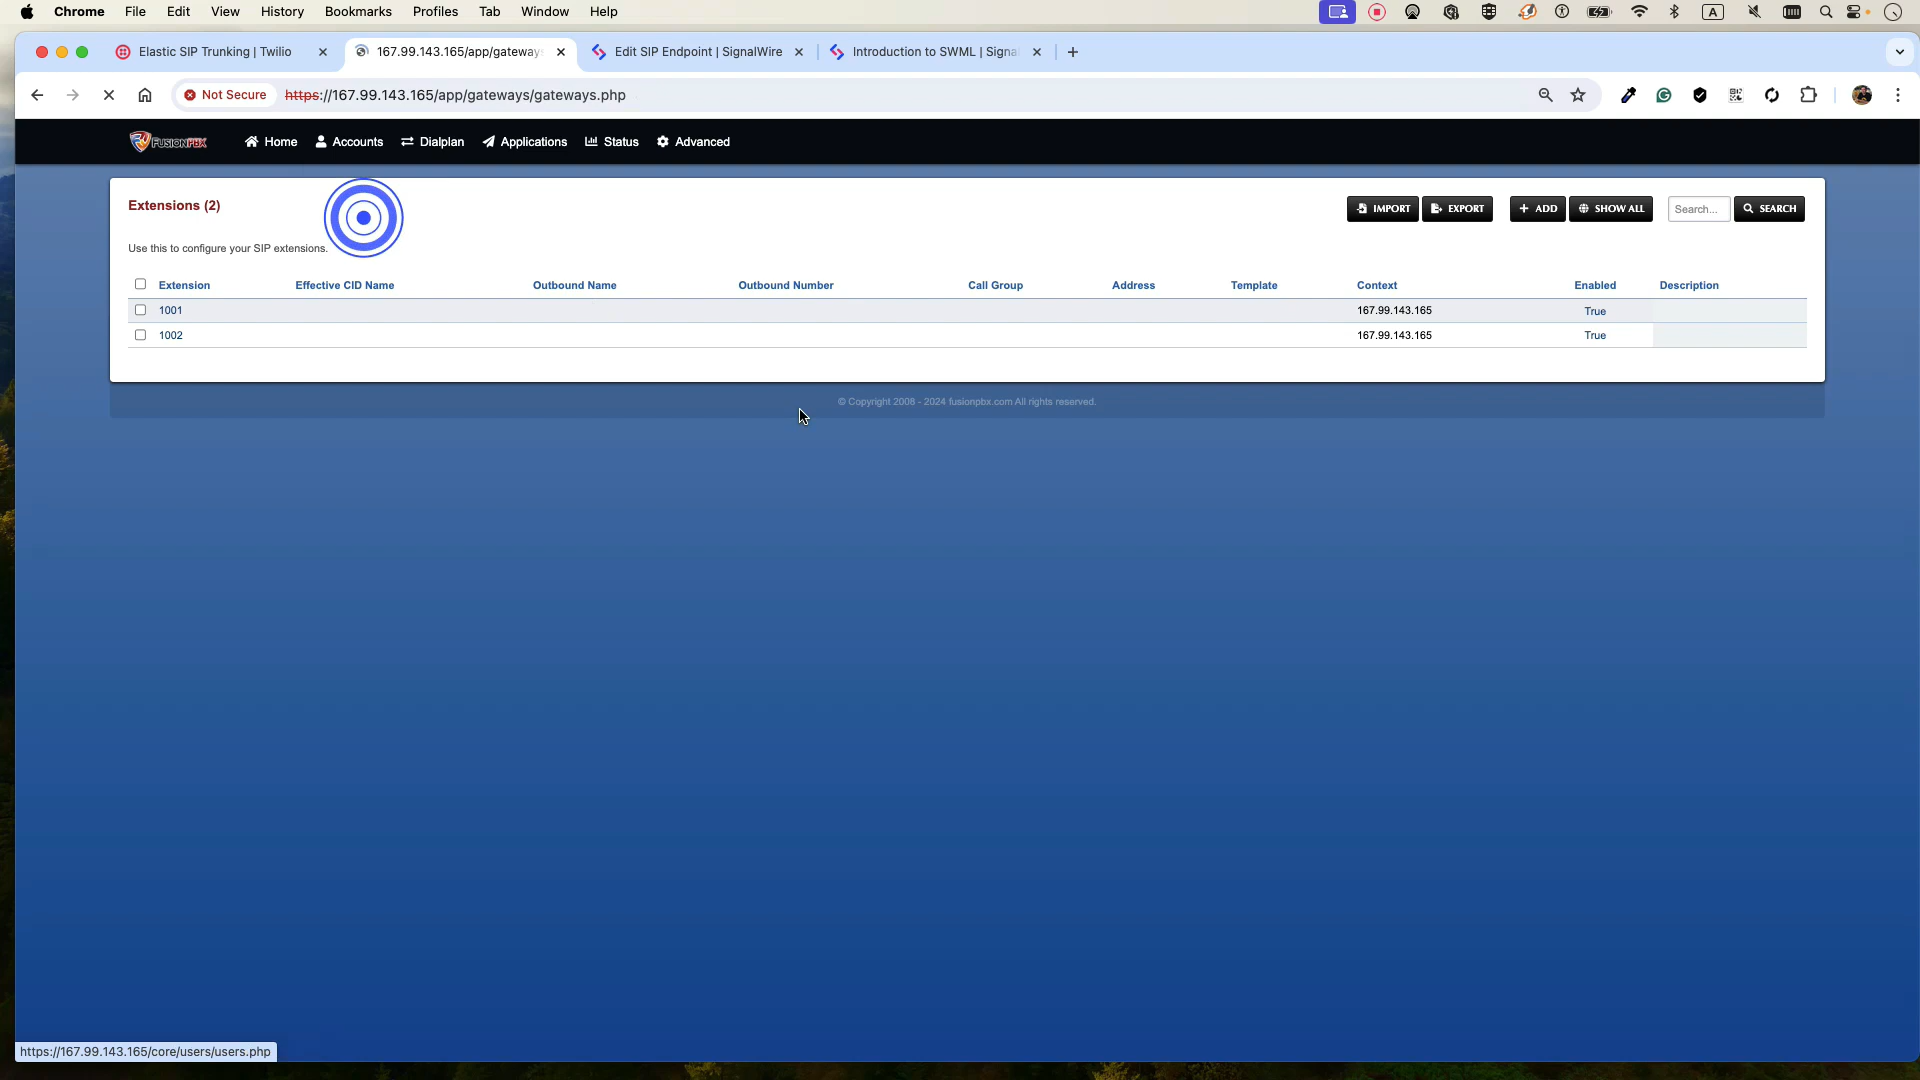 Chrome File Edit View History Bookmarks Profiles Tab Window Help A
Elastic SIP Trunking | Twilio 167.99.143.165/app/gateway Edit SIP Endpoint | SignalWire Introduction to SWML | Signa
Not Secure https://167.99.143.165/app/gateways/gateways.php
FUSIONPBX Home Accounts Dialplan Applications Status Advanced
Extensions (2) IMPORT EXPORT ADD SHOW ALL Search... SEARCH
Use this to configure your SIP extensions.
Extension Effective CID Name Outbound Name Outbound Number Call Group Address Template Context Enabled Description
1001 167.99.143.165 True
1002 167.99.143.165 True
© Copyright 2008 - 2024 fusionpbx.com All rights reserved.
https://167.99.143.165/core/users/users.php